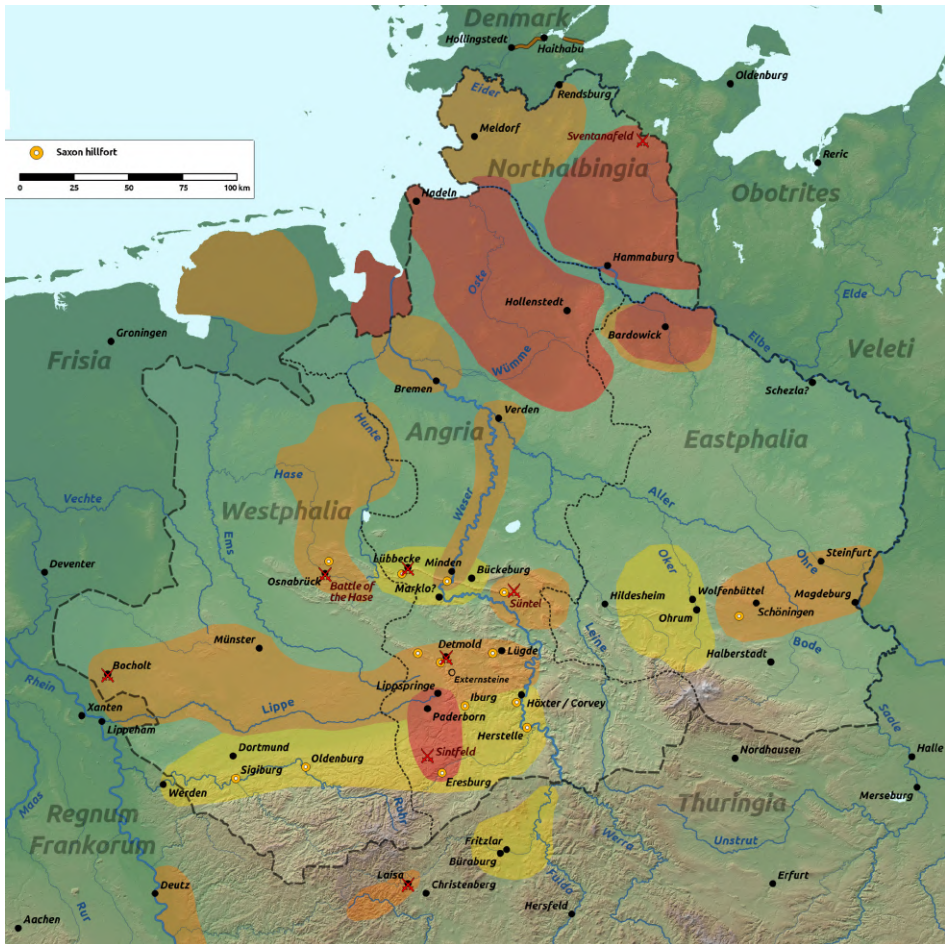 Denmark
Hollingstedt
Haithabu
Oldenburg
Eider
Rendsburg
Meldorf
Sventanafeld
Northalbingia
Reric
Obotrites
Saxon hillfort
0 25 50 75 100 km
Hadeln
Hammaburg
Oste
Hollenstedt
Bardowick
Elde
Elbe
Veleti
Groningen
Frisia
Wümme
Bremen
Schezla?
Verden
Hunte
Angria
Eastphalia
Hase
Weser
Aller
Vechte
Westphalia
Ems
Deventer
Osnabrück
Battle of
the Hase
Lübbecke
Minden
Marklo?
Bückeburg
Süntel
Oker
Ohre
Steinfurt
Hildesheim
Wolfenbüttel
Ohrum
Schöningen
Magdeburg
Leine
Bode
Halberstadt
Münster
Detmold
Lügde
Externsteine
Bocholt
Rhein
Xanten
Lippeham
Lippe
Lippspringe
Paderborn
Iburg
Höxter / Corvey
Herstelle
Saale
Dortmund
Sigiburg
Oldenburg
Sintfeld
Eresburg
Werden
Nordhausen
Halle
Merseburg
Maas
Regnum
Frankorum
Ruhr
Thuringia
Werra
Unstrut
Fritzlar
Büraburg
Fulda
Deutz
Laisa
Christenberg
Erfurt
Hersfeld
Rur
Aachen